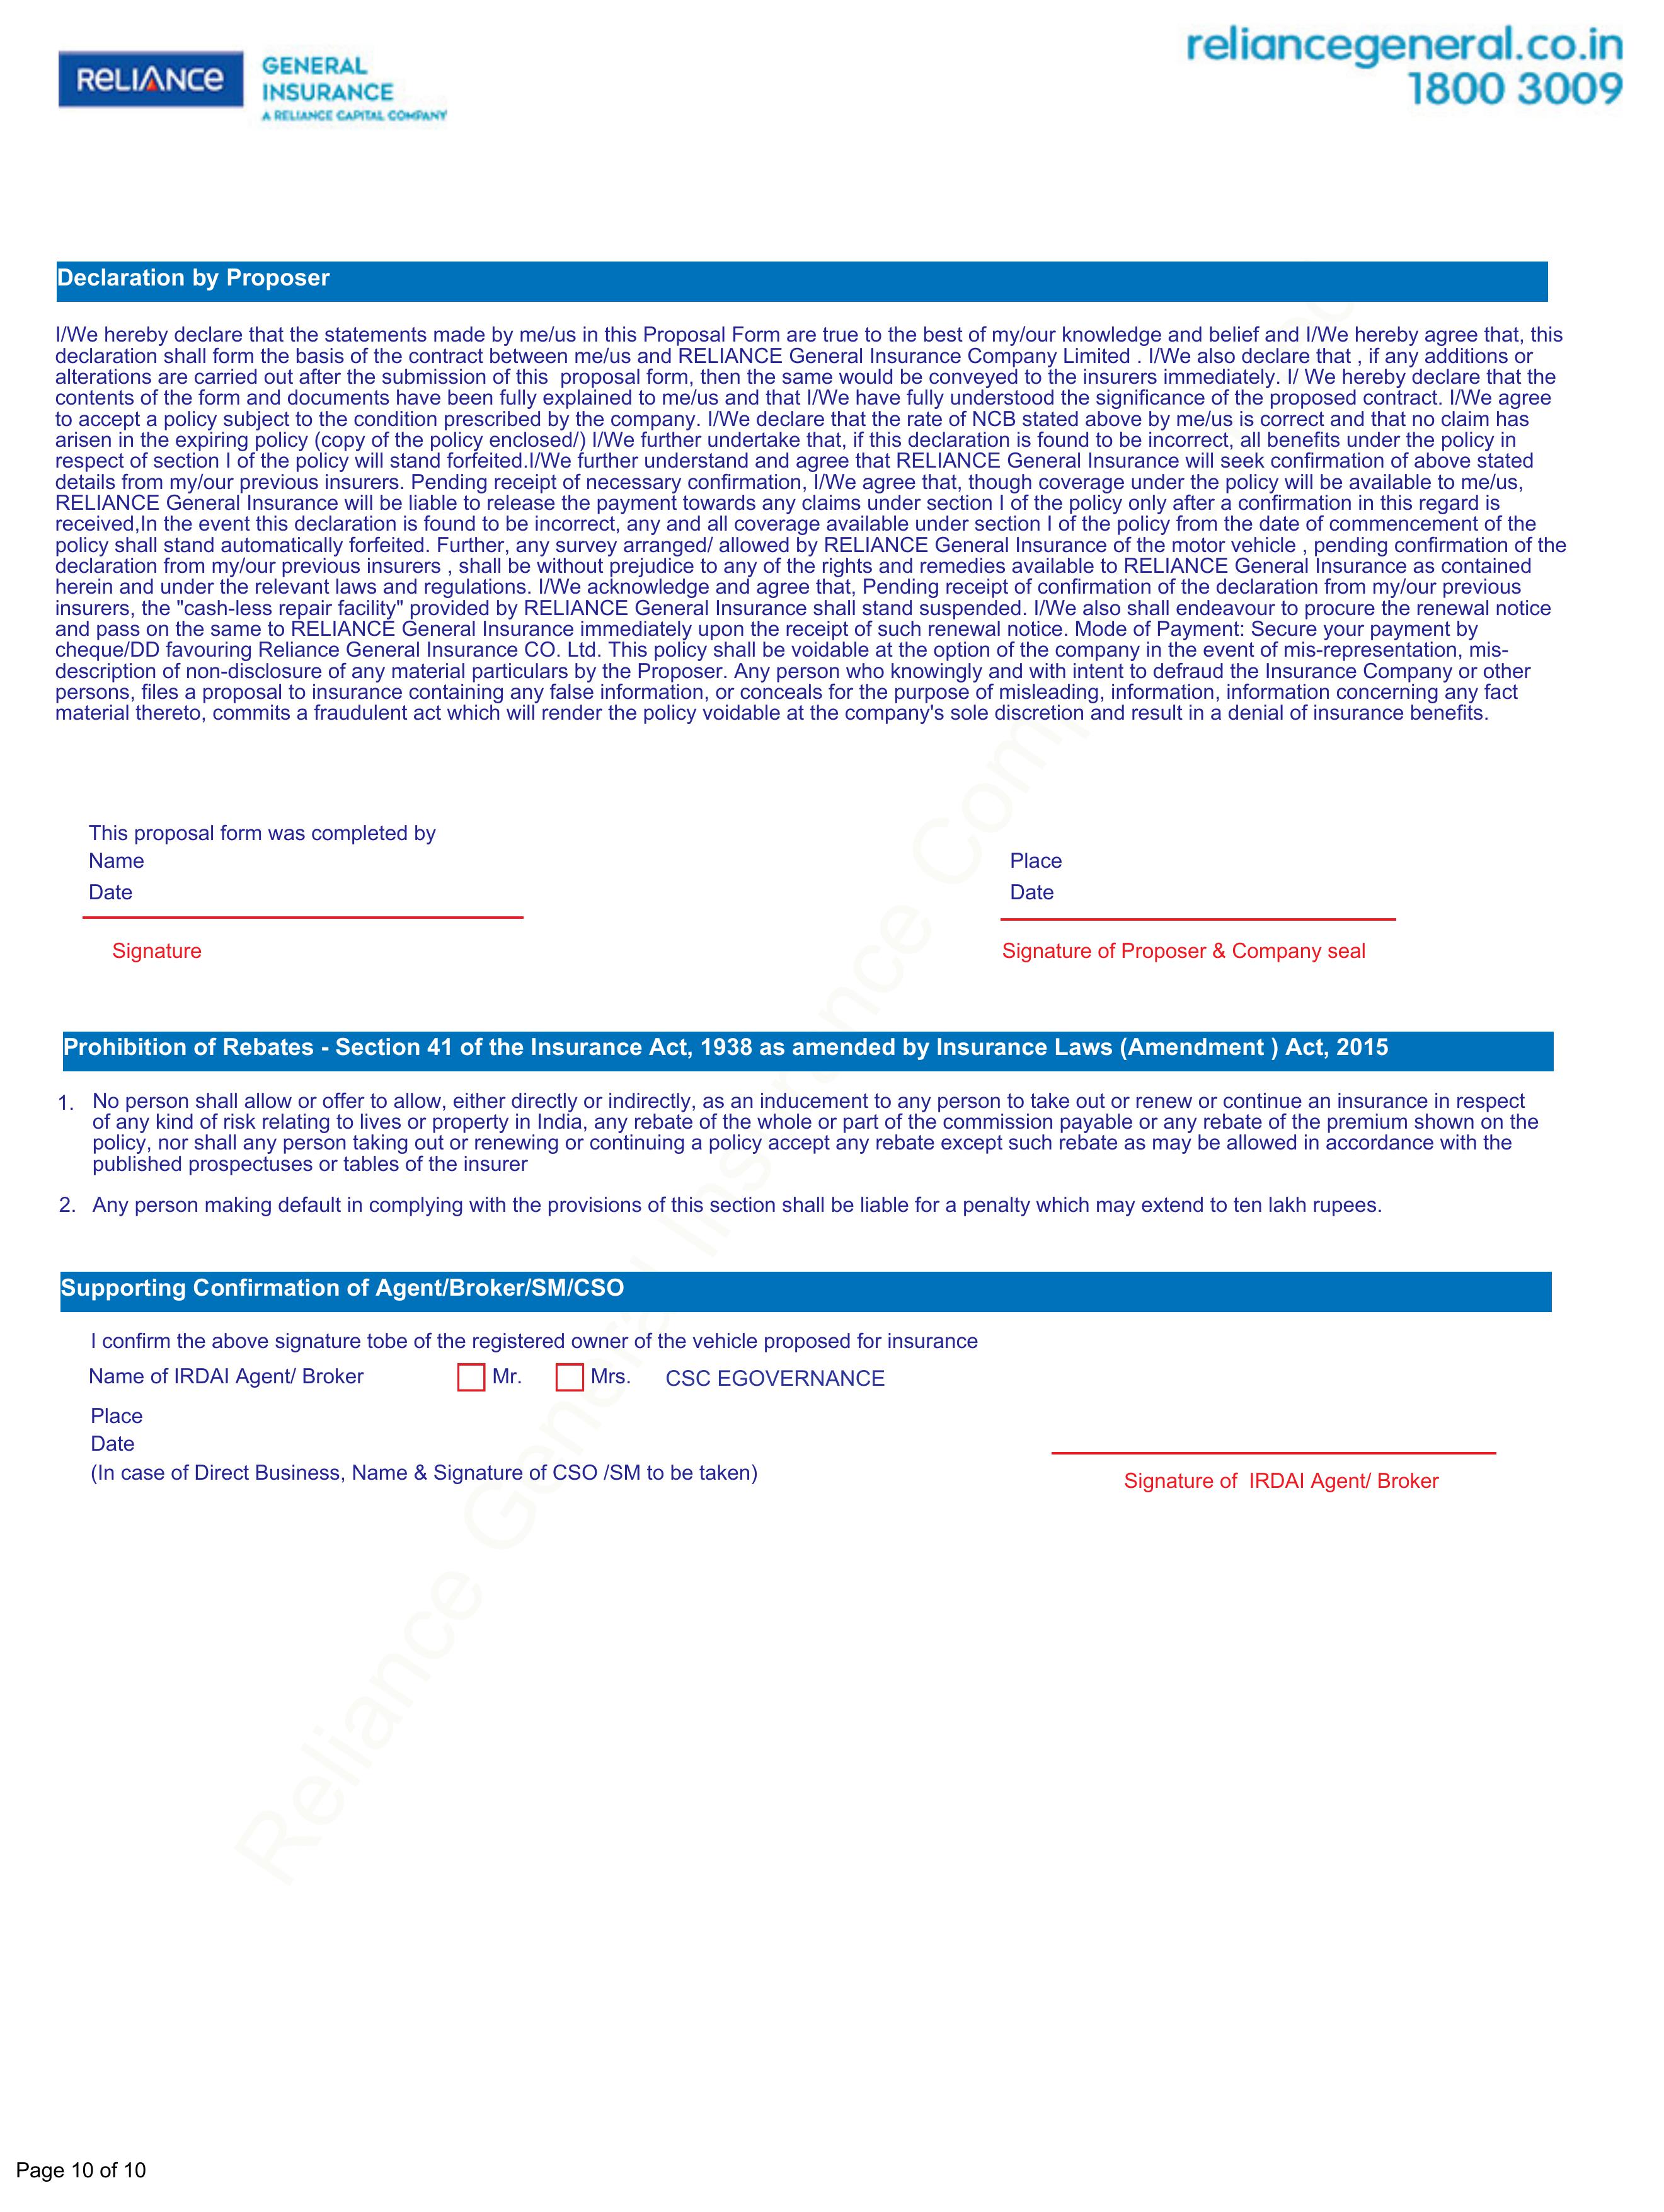 RELIANCE GENERAL
INSURANCE
A RELIANCE CAPITAL COMPANY
reliancegeneral.co.in
1800 3009
Declaration by Proposer
I/We hereby declare that the statements made by me/us in this Proposal Form are true to the best of my/our knowledge and belief and I/We hereby agree that, this
declaration shall form the basis of the contract between me/us and RELIANCE General Insurance Company Limited . I/We also declare that , if any additions or
alterations are carried out after the submission of this  proposal form, then the same would be conveyed to the insurers immediately. I/ We hereby declare that the
contents of the form and documents have been fully explained to me/us and that I/We have fully understood the significance of the proposed contract. I/We agree
to accept a policy subject to the condition prescribed by the company. I/We declare that the rate of NCB stated above by me/us is correct and that no claim has
arisen in the expiring policy (copy of the policy enclosed/) I/We further undertake that, if this declaration is found to be incorrect, all benefits under the policy in
respect of section I of the policy will stand forfeited.I/We further understand and agree that RELIANCE General Insurance will seek confirmation of above stated
details from my/our previous insurers. Pending receipt of necessary confirmation, I/We agree that, though coverage under the policy will be available to me/us,
RELIANCE General Insurance will be liable to release the payment towards any claims under section I of the policy only after a confirmation in this regard is
received,In the event this declaration is found to be incorrect, any and all coverage available under section I of the policy from the date of commencement of the
policy shall stand automatically forfeited. Further, any survey arranged/ allowed by RELIANCE General Insurance of the motor vehicle , pending confirmation of the
declaration from my/our previous insurers , shall be without prejudice to any of the rights and remedies available to RELIANCE General Insurance as contained
herein and under the relevant laws and regulations. I/We acknowledge and agree that, Pending receipt of confirmation of the declaration from my/our previous
insurers, the "cash-less repair facility" provided by RELIANCE General Insurance shall stand suspended. I/We also shall endeavour to procure the renewal notice
and pass on the same to RELIANCE General Insurance immediately upon the receipt of such renewal notice. Mode of Payment: Secure your payment by
cheque/DD favouring Reliance General Insurance CO. Ltd. This policy shall be voidable at the option of the company in the event of mis-representation, mis-
description of non-disclosure of any material particulars by the Proposer. Any person who knowingly and with intent to defraud the Insurance Company or other
persons, files a proposal to insurance containing any false information, or conceals for the purpose of misleading, information, information concerning any fact
material thereto, commits a fraudulent act which will render the policy voidable at the company's sole discretion and result in a denial of insurance benefits.
This proposal form was completed by
Name Place
Date Date
Signature Signature of Proposer & Company seal
Prohibition of Rebates - Section 41 of the Insurance Act, 1938 as amended by Insurance Laws (Amendment ) Act, 2015
1. No person shall allow or offer to allow, either directly or indirectly, as an inducement to any person to take out or renew or continue an insurance in respect
of any kind of risk relating to lives or property in India, any rebate of the whole or part of the commission payable or any rebate of the premium shown on the
policy, nor shall any person taking out or renewing or continuing a policy accept any rebate except such rebate as may be allowed in accordance with the
published prospectuses or tables of the insurer
2. Any person making default in complying with the provisions of this section shall be liable for a penalty which may extend to ten lakh rupees.
Supporting Confirmation of Agent/Broker/SM/CSO
I confirm the above signature tobe of the registered owner of the vehicle proposed for insurance
Name of IRDAI Agent/ Broker Mr. Mrs. CSC EGOVERNANCE
Place
Date
(In case of Direct Business, Name & Signature of CSO /SM to be taken)
Signature of  IRDAI Agent/ Broker
Reliance General Insurance Comp
Page 10 of 10